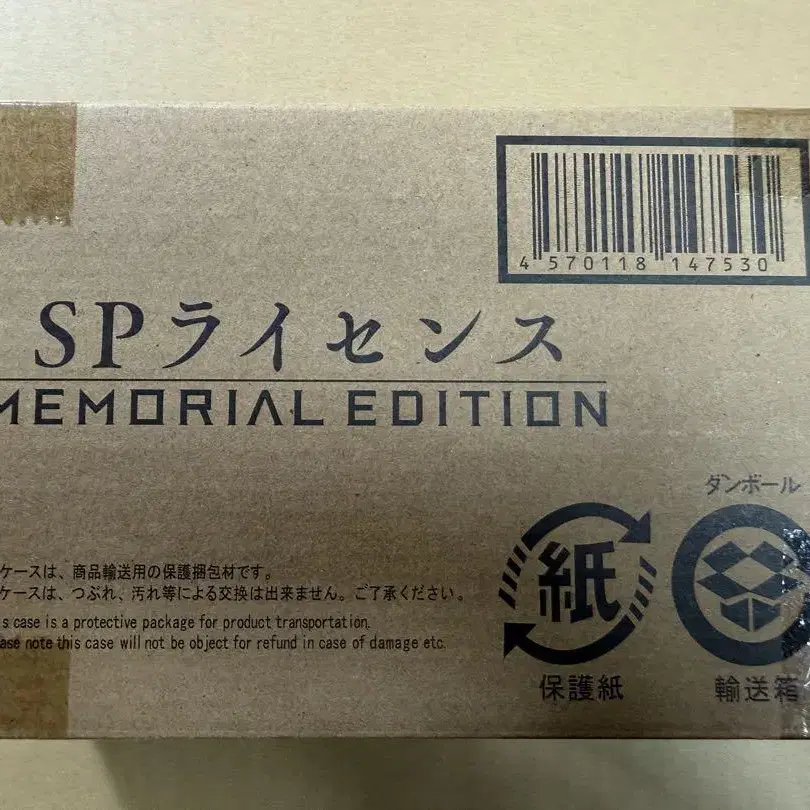 4 570118 147530
SPライセンス
MEMORIAL EDITION
ダンボール
紙
保護紙
輸送箱
ケースは、商品輸送用の保護梱包材です。
ケースは、つぶれ、汚れ等による交換は出来ません。ご了承ください。
s case is a protective package for product transportation.
ase note this case will not be object for refund in case of damage etc.